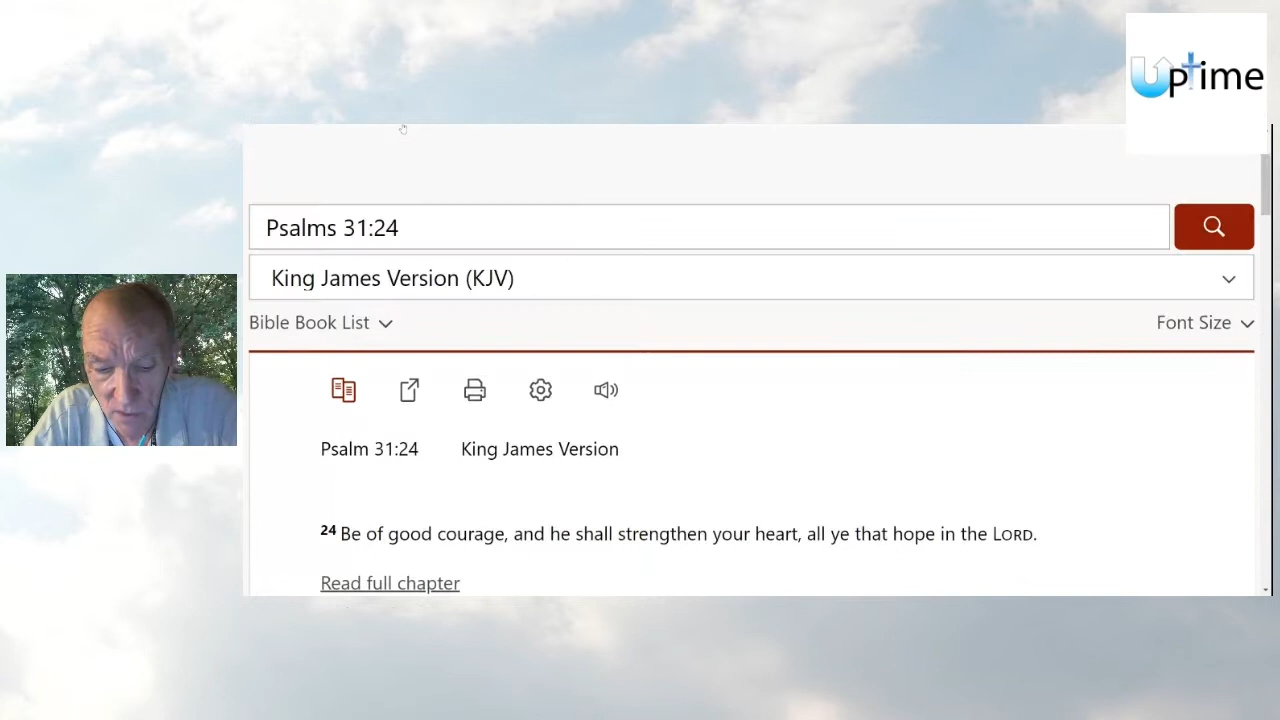 Uptime
Psalms 31:24
King James Version (KJV)
Bible Book List
Font Size
Psalm 31:24 King James Version
24 Be of good courage, and he shall strengthen your heart, all ye that hope in the LORD.
Read full chapter